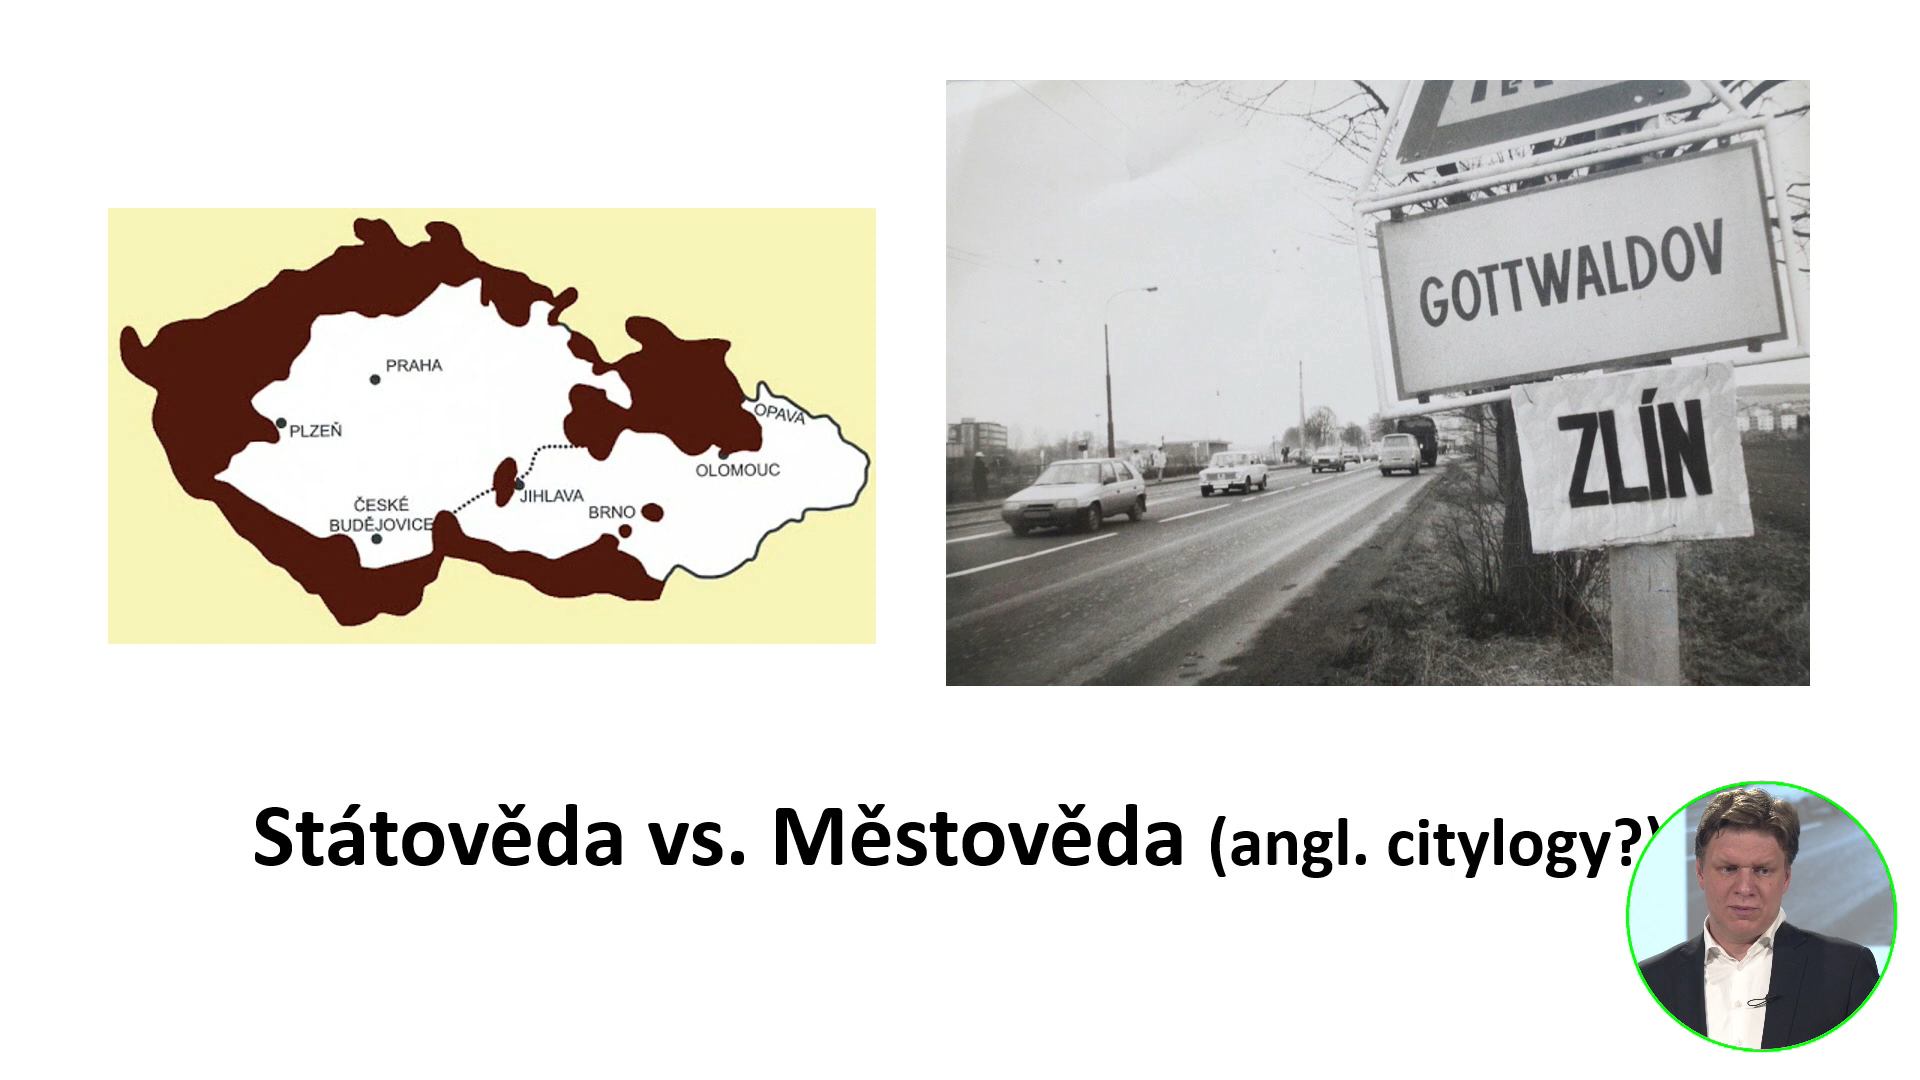 PRAHA
PLZEŇ
OPAVA
OLOMOUC
JIHLAVA
ČESKÉ
BUDĚJOVICE
BRNO
GOTTWALDOV
ZLÍN
Státověda vs. Městověda (angl. citylogy?)